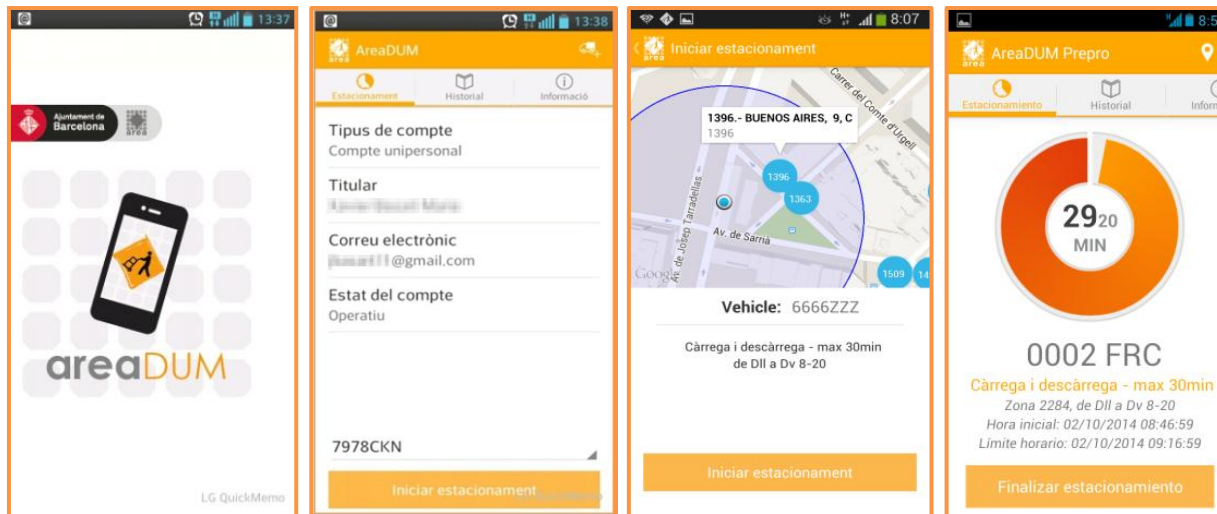 13:37
Ajuntament de
Barcelona
area
areaDUM
LG QuickMemo
13:38
area
AreaDUM
Estacionament
Historial
Informació
Tipus de compte
Compte unipersonal
Titular
Correu electrònic
@gmail.com
Estat del compte
Operatiu
7978CKN
Iniciar estacionament
H+ 8:07
area
Iniciar estacionament
Carrer del Comte d'Urgell
1396.- BUENOS AIRES, 9, C
1396
1396
1363
Av. de Josep Tarradellas
Av. de Sarrià
Google
1509
Vehicle: 6666ZZZ
Càrrega i descàrrega - max 30min
de Dll a Dv 8-20
Iniciar estacionament
H
area
AreaDUM Prepro
Estacionamiento
Historial
Inform
29 20
MIN
0002 FRC
Càrrega i descàrrega - max 30min
Zona 2284, de Dll a Dv 8-20
Hora inicial: 02/10/2014 08:46:59
Límite horario: 02/10/2014 09:16:59
Finalizar estacionamiento